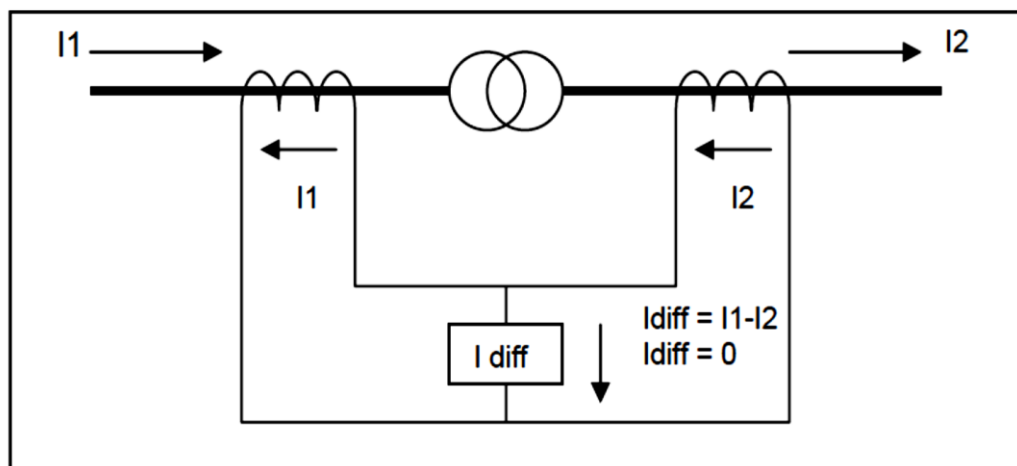 I1
I2
I1
I2
Idiff = I1-I2
Idiff = 0
I diff